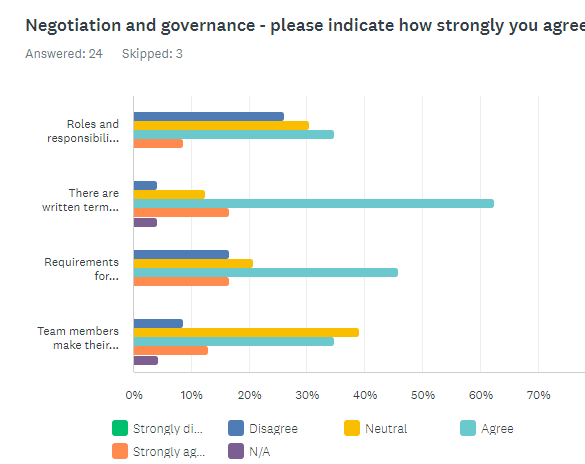 Negotiation and governance - please indicate how strongly you agree
Answered: 24 Skipped: 3
Roles and
responsibili...
There are
written term...
Requirements
for...
Team members
make their...
0% 10% 20% 30% 40% 50% 60% 70%
Strongly di... Disagree Neutral Agree
Strongly ag... N/A